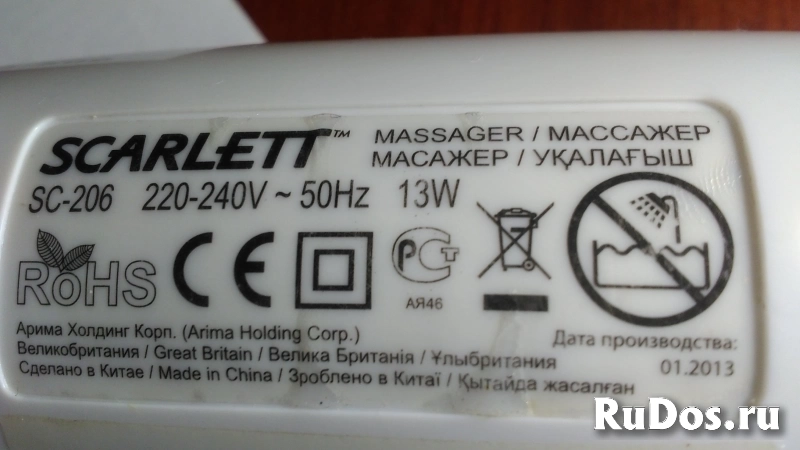 SCARLETT™ MASSAGER / МАССАЖЕР
МАСАЖЕР / УҚАЛАҒЫШ
SC-206 220-240V ~ 50Hz 13W
RoHS CE РСТ
АЯ46
Арима Холдинг Корп. (Arima Holding Corp.)
Великобритания / Great Britain / Велика Британія / Ұлыбритания
Сделано в Китае / Made in China / Зроблено в Китаї / Қытайда жасалған
Дата производства:
01.2013
RuDos.ru